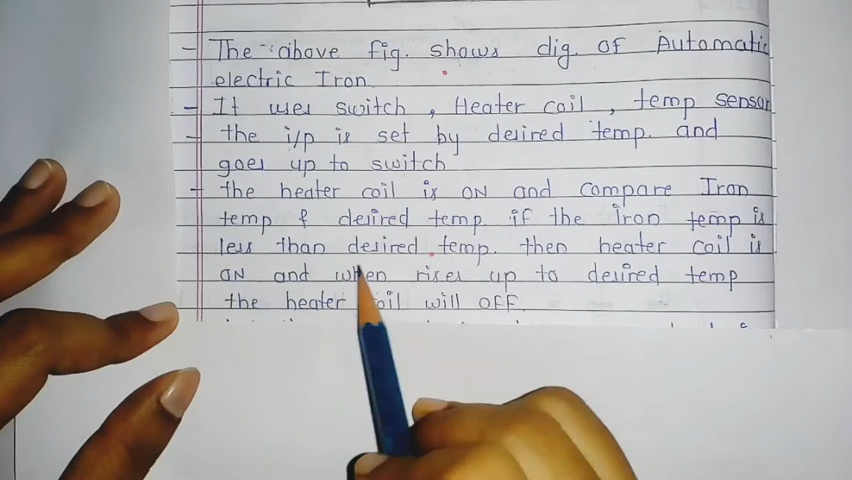 - The above fig. shows dig. of Automatic
electric Iron.
- It uses switch, Heater coil, temp sensor
- the i/p is set by desired temp. and
goes up to switch
- the heater coil is ON and compare Iron
temp & desired temp. if the iron temp is
less than desired temp. then heater coil is
ON and when rises up to desired temp
the heater coil will OFF.